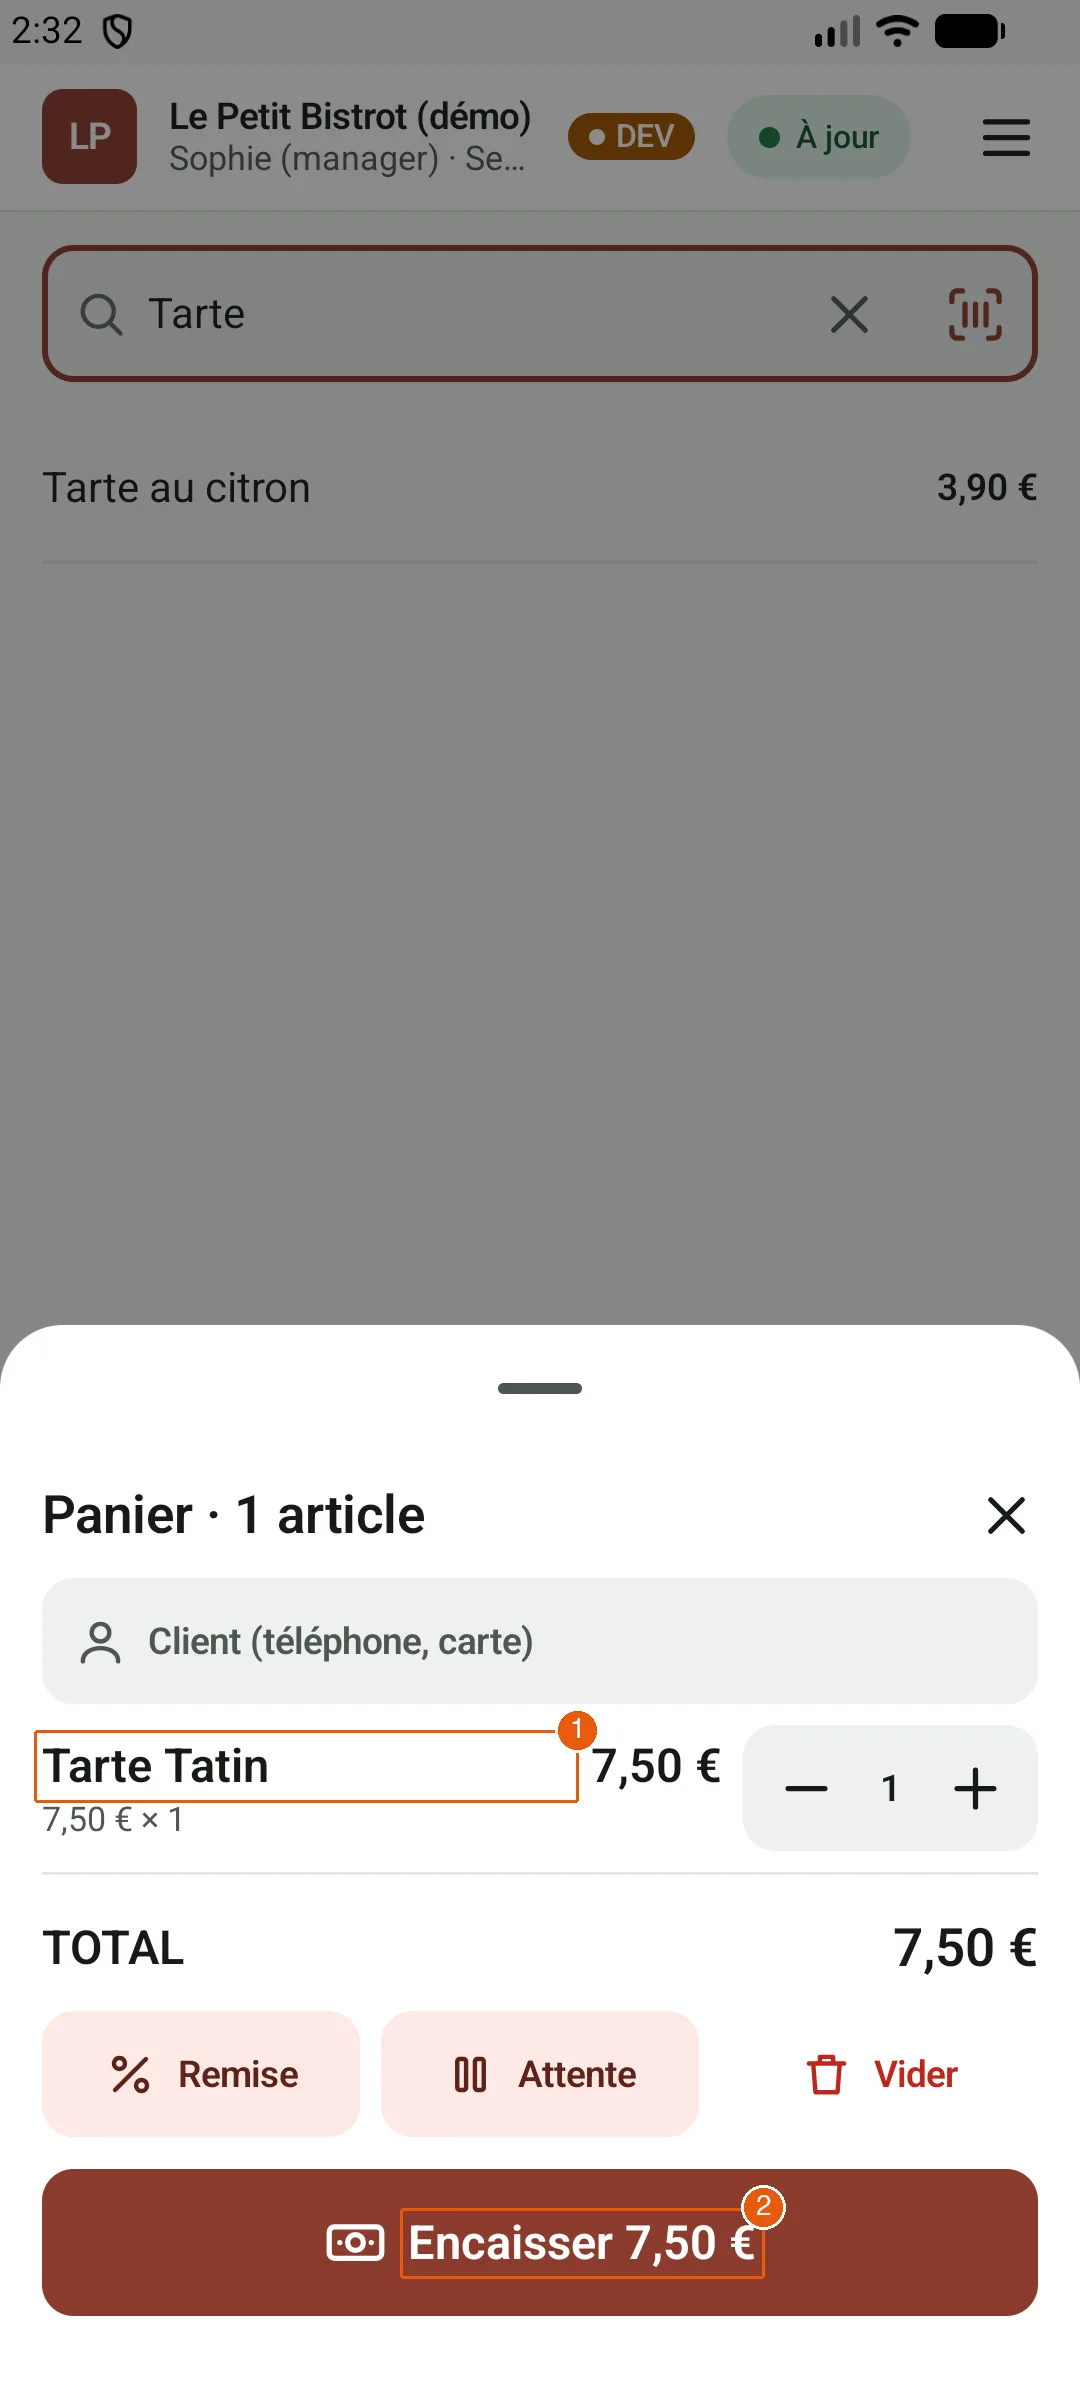 2:32
LP
Le Petit Bistrot (démo)
Sophie (manager) · Se...
DEV
À jour
Tarte
Tarte au citron
3,90 €
Panier · 1 article
Client (téléphone, carte)
1
Tarte Tatin
7,50 €
1
7,50 € × 1
TOTAL
7,50 €
Remise
Attente
Vider
2
Encaisser 7,50 €